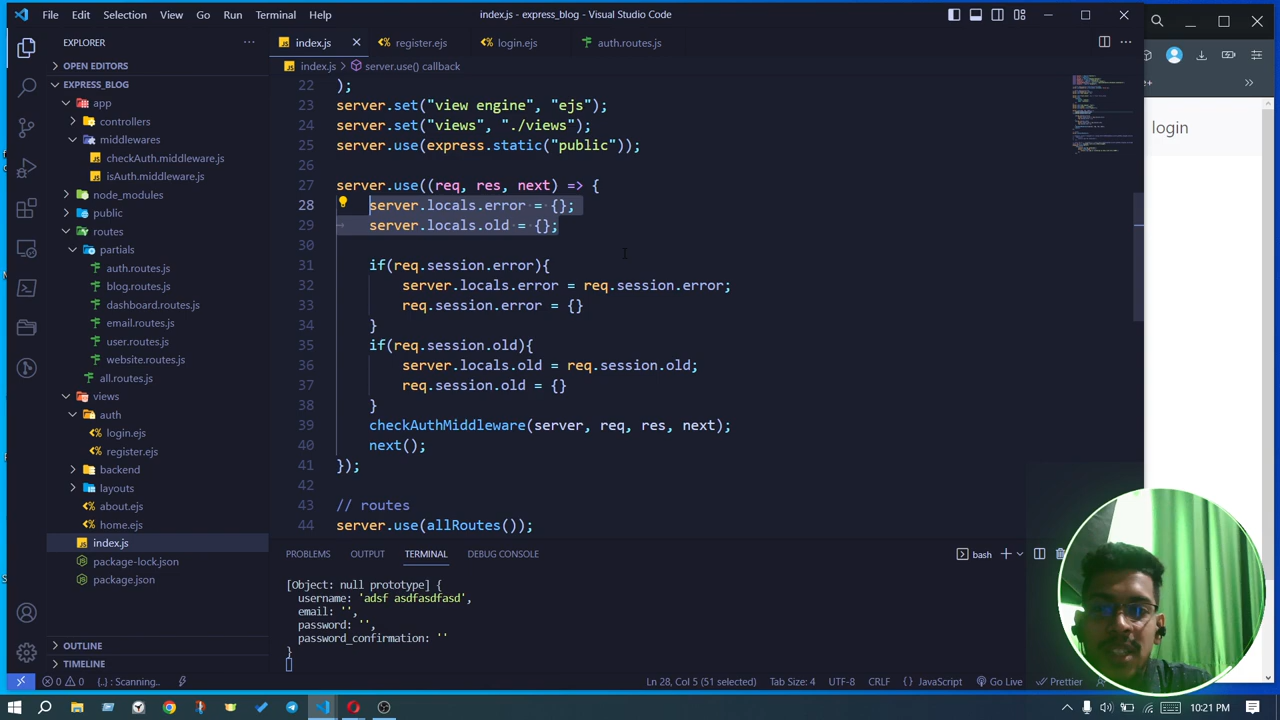 File Edit Selection View Go Run Terminal Help
index.js - express_blog - Visual Studio Code
EXPLORER
OPEN EDITORS
EXPRESS_BLOG
app
controllers
middlewares
checkAuth.middleware.js
isAuth.middleware.js
node_modules
public
routes
partials
auth.routes.js
blog.routes.js
dashboard.routes.js
email.routes.js
user.routes.js
website.routes.js
all.routes.js
views
auth
login.ejs
register.ejs
backend
layouts
about.ejs
home.ejs
index.js
package-lock.json
package.json
OUTLINE
TIMELINE
index.js register.ejs login.ejs auth.routes.js
index.js > server.use() callback
22 );
23 server.set("view engine", "ejs");
24 server.set("views", "./views");
25 server.use(express.static("public"));
26
27 server.use((req, res, next) => {
28 server.locals.error = {};
29 server.locals.old = {};
30
31 if(req.session.error){
32 server.locals.error = req.session.error;
33 req.session.error = {}
34 }
35 if(req.session.old){
36 server.locals.old = req.session.old;
37 req.session.old = {}
38 }
39 checkAuthMiddleware(server, req, res, next);
40 next();
41 });
42
43 // routes
44 server.use(allRoutes());
PROBLEMS OUTPUT TERMINAL DEBUG CONSOLE
bash
[Object: null prototype] {
username: 'adsf asdfasdfasd',
email: '',
password: '',
password_confirmation: ''
}
login
0 0 {..} : Scanning..
Ln 28, Col 5 (51 selected) Tab Size: 4 UTF-8 CRLF {} JavaScript Go Live Prettier
10:21 PM